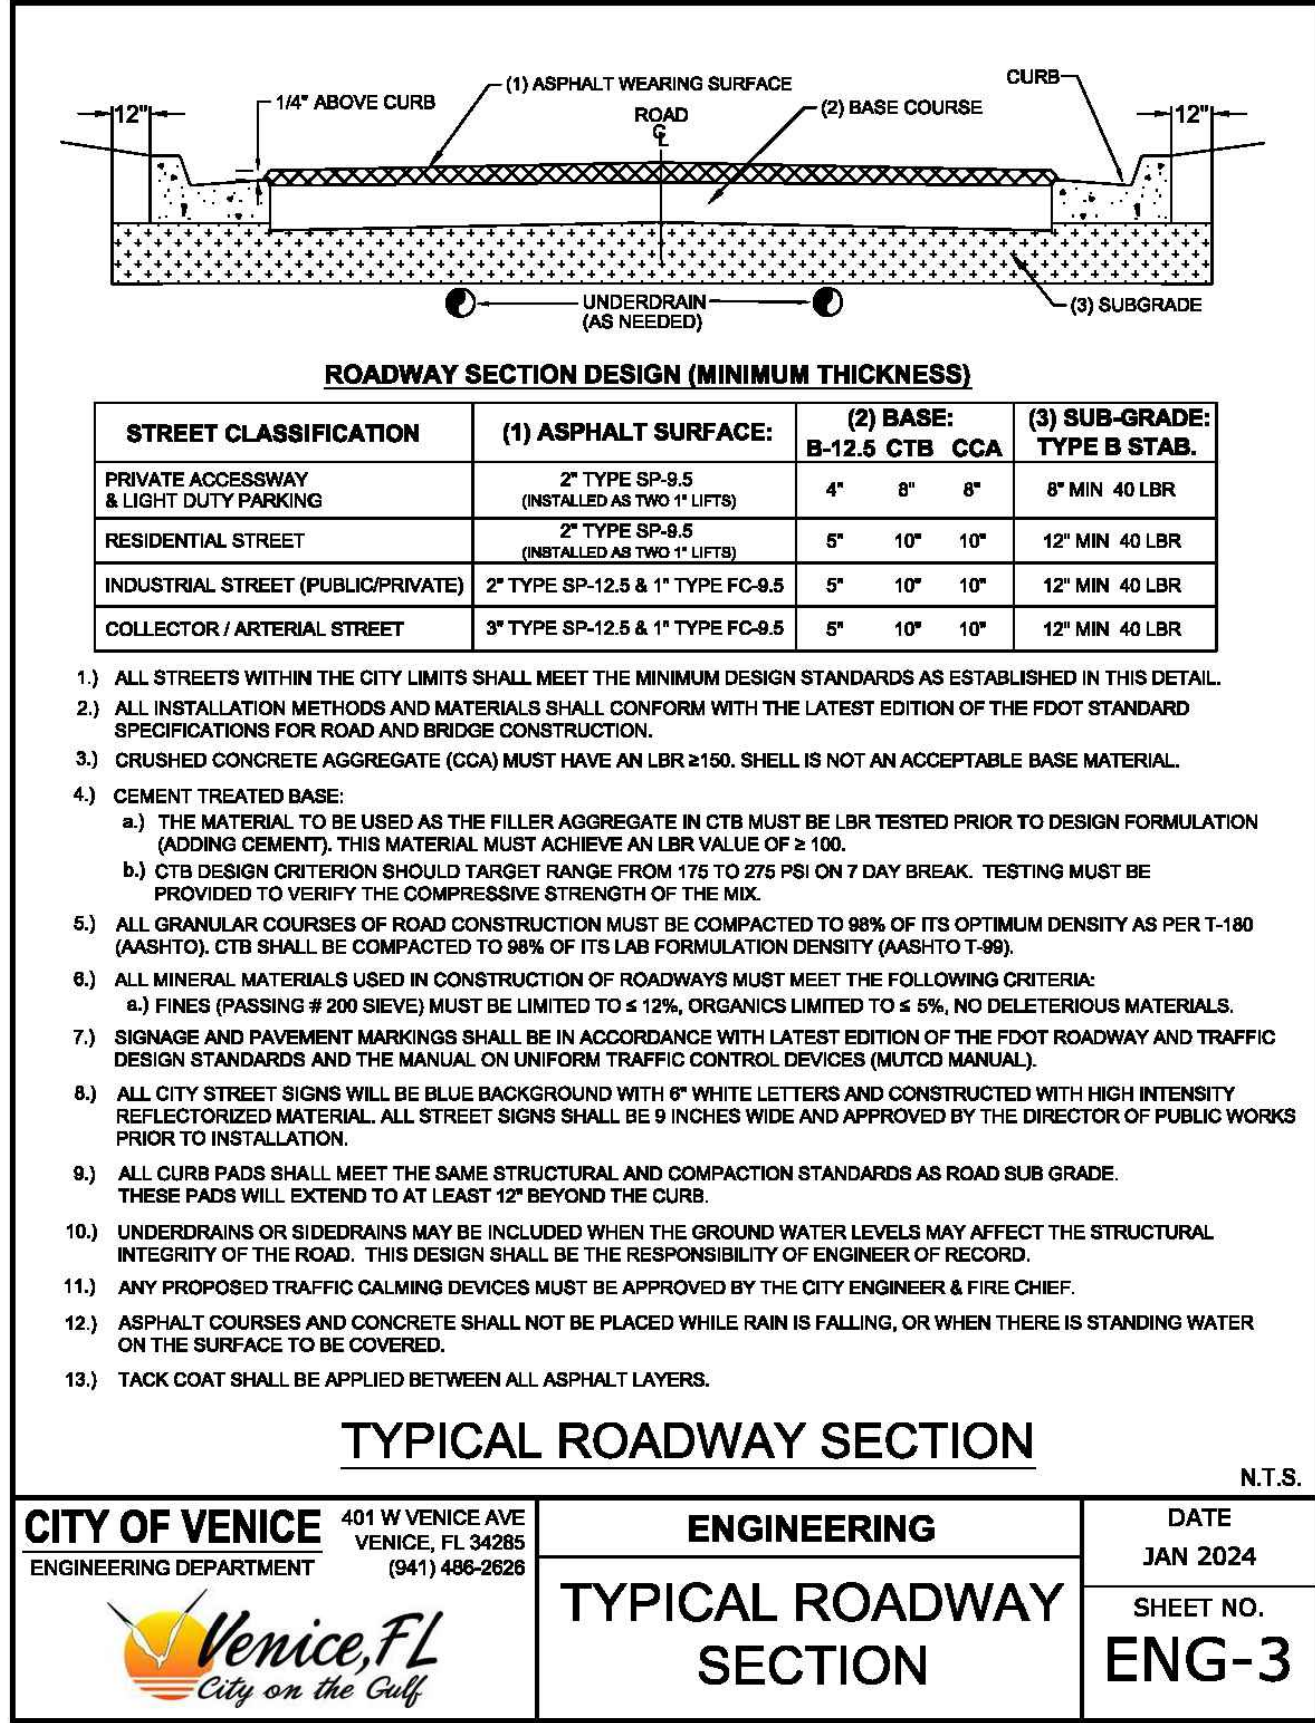 12"
1/4" ABOVE CURB
(1) ASPHALT WEARING SURFACE
ROAD
℄
(2) BASE COURSE
CURB
12"
UNDERDRAIN
(AS NEEDED)
(3) SUBGRADE
ROADWAY SECTION DESIGN (MINIMUM THICKNESS)
STREET CLASSIFICATION (1) ASPHALT SURFACE: (2) BASE: (3) SUB-GRADE:
B-12.5 CTB CCA TYPE B STAB.
PRIVATE ACCESSWAY
& LIGHT DUTY PARKING
2" TYPE SP-9.5
(INSTALLED AS TWO 1" LIFTS)
4" 8" 8" 8" MIN 40 LBR
RESIDENTIAL STREET
2" TYPE SP-9.5
(INSTALLED AS TWO 1" LIFTS)
5" 10" 10" 12" MIN 40 LBR
INDUSTRIAL STREET (PUBLIC/PRIVATE) 2" TYPE SP-12.5 & 1" TYPE FC-9.5 5" 10" 10" 12" MIN 40 LBR
COLLECTOR / ARTERIAL STREET 3" TYPE SP-12.5 & 1" TYPE FC-9.5 5" 10" 10" 12" MIN 40 LBR
1.) ALL STREETS WITHIN THE CITY LIMITS SHALL MEET THE MINIMUM DESIGN STANDARDS AS ESTABLISHED IN THIS DETAIL.
2.) ALL INSTALLATION METHODS AND MATERIALS SHALL CONFORM WITH THE LATEST EDITION OF THE FDOT STANDARD
SPECIFICATIONS FOR ROAD AND BRIDGE CONSTRUCTION.
3.) CRUSHED CONCRETE AGGREGATE (CCA) MUST HAVE AN LBR ≥150. SHELL IS NOT AN ACCEPTABLE BASE MATERIAL.
4.) CEMENT TREATED BASE:
a.) THE MATERIAL TO BE USED AS THE FILLER AGGREGATE IN CTB MUST BE LBR TESTED PRIOR TO DESIGN FORMULATION
(ADDING CEMENT). THIS MATERIAL MUST ACHIEVE AN LBR VALUE OF ≥ 100.
b.) CTB DESIGN CRITERION SHOULD TARGET RANGE FROM 175 TO 275 PSI ON 7 DAY BREAK. TESTING MUST BE
PROVIDED TO VERIFY THE COMPRESSIVE STRENGTH OF THE MIX.
5.) ALL GRANULAR COURSES OF ROAD CONSTRUCTION MUST BE COMPACTED TO 98% OF ITS OPTIMUM DENSITY AS PER T-180
(AASHTO). CTB SHALL BE COMPACTED TO 98% OF ITS LAB FORMULATION DENSITY (AASHTO T-99).
6.) ALL MINERAL MATERIALS USED IN CONSTRUCTION OF ROADWAYS MUST MEET THE FOLLOWING CRITERIA:
a.) FINES (PASSING # 200 SIEVE) MUST BE LIMITED TO ≤ 12%, ORGANICS LIMITED TO ≤ 5%, NO DELETERIOUS MATERIALS.
7.) SIGNAGE AND PAVEMENT MARKINGS SHALL BE IN ACCORDANCE WITH LATEST EDITION OF THE FDOT ROADWAY AND TRAFFIC
DESIGN STANDARDS AND THE MANUAL ON UNIFORM TRAFFIC CONTROL DEVICES (MUTCD MANUAL).
8.) ALL CITY STREET SIGNS WILL BE BLUE BACKGROUND WITH 6" WHITE LETTERS AND CONSTRUCTED WITH HIGH INTENSITY
REFLECTORIZED MATERIAL. ALL STREET SIGNS SHALL BE 9 INCHES WIDE AND APPROVED BY THE DIRECTOR OF PUBLIC WORKS
PRIOR TO INSTALLATION.
9.) ALL CURB PADS SHALL MEET THE SAME STRUCTURAL AND COMPACTION STANDARDS AS ROAD SUB GRADE.
THESE PADS WILL EXTEND TO AT LEAST 12" BEYOND THE CURB.
10.) UNDERDRAINS OR SIDEDRAINS MAY BE INCLUDED WHEN THE GROUND WATER LEVELS MAY AFFECT THE STRUCTURAL
INTEGRITY OF THE ROAD. THIS DESIGN SHALL BE THE RESPONSIBILITY OF ENGINEER OF RECORD.
11.) ANY PROPOSED TRAFFIC CALMING DEVICES MUST BE APPROVED BY THE CITY ENGINEER & FIRE CHIEF.
12.) ASPHALT COURSES AND CONCRETE SHALL NOT BE PLACED WHILE RAIN IS FALLING, OR WHEN THERE IS STANDING WATER
ON THE SURFACE TO BE COVERED.
13.) TACK COAT SHALL BE APPLIED BETWEEN ALL ASPHALT LAYERS.
TYPICAL ROADWAY SECTION
N.T.S.
CITY OF VENICE
ENGINEERING DEPARTMENT
401 W VENICE AVE
VENICE, FL 34285
(941) 486-2626
Venice, FL
City on the Gulf
ENGINEERING
TYPICAL ROADWAY
SECTION
DATE
JAN 2024
SHEET NO.
ENG-3